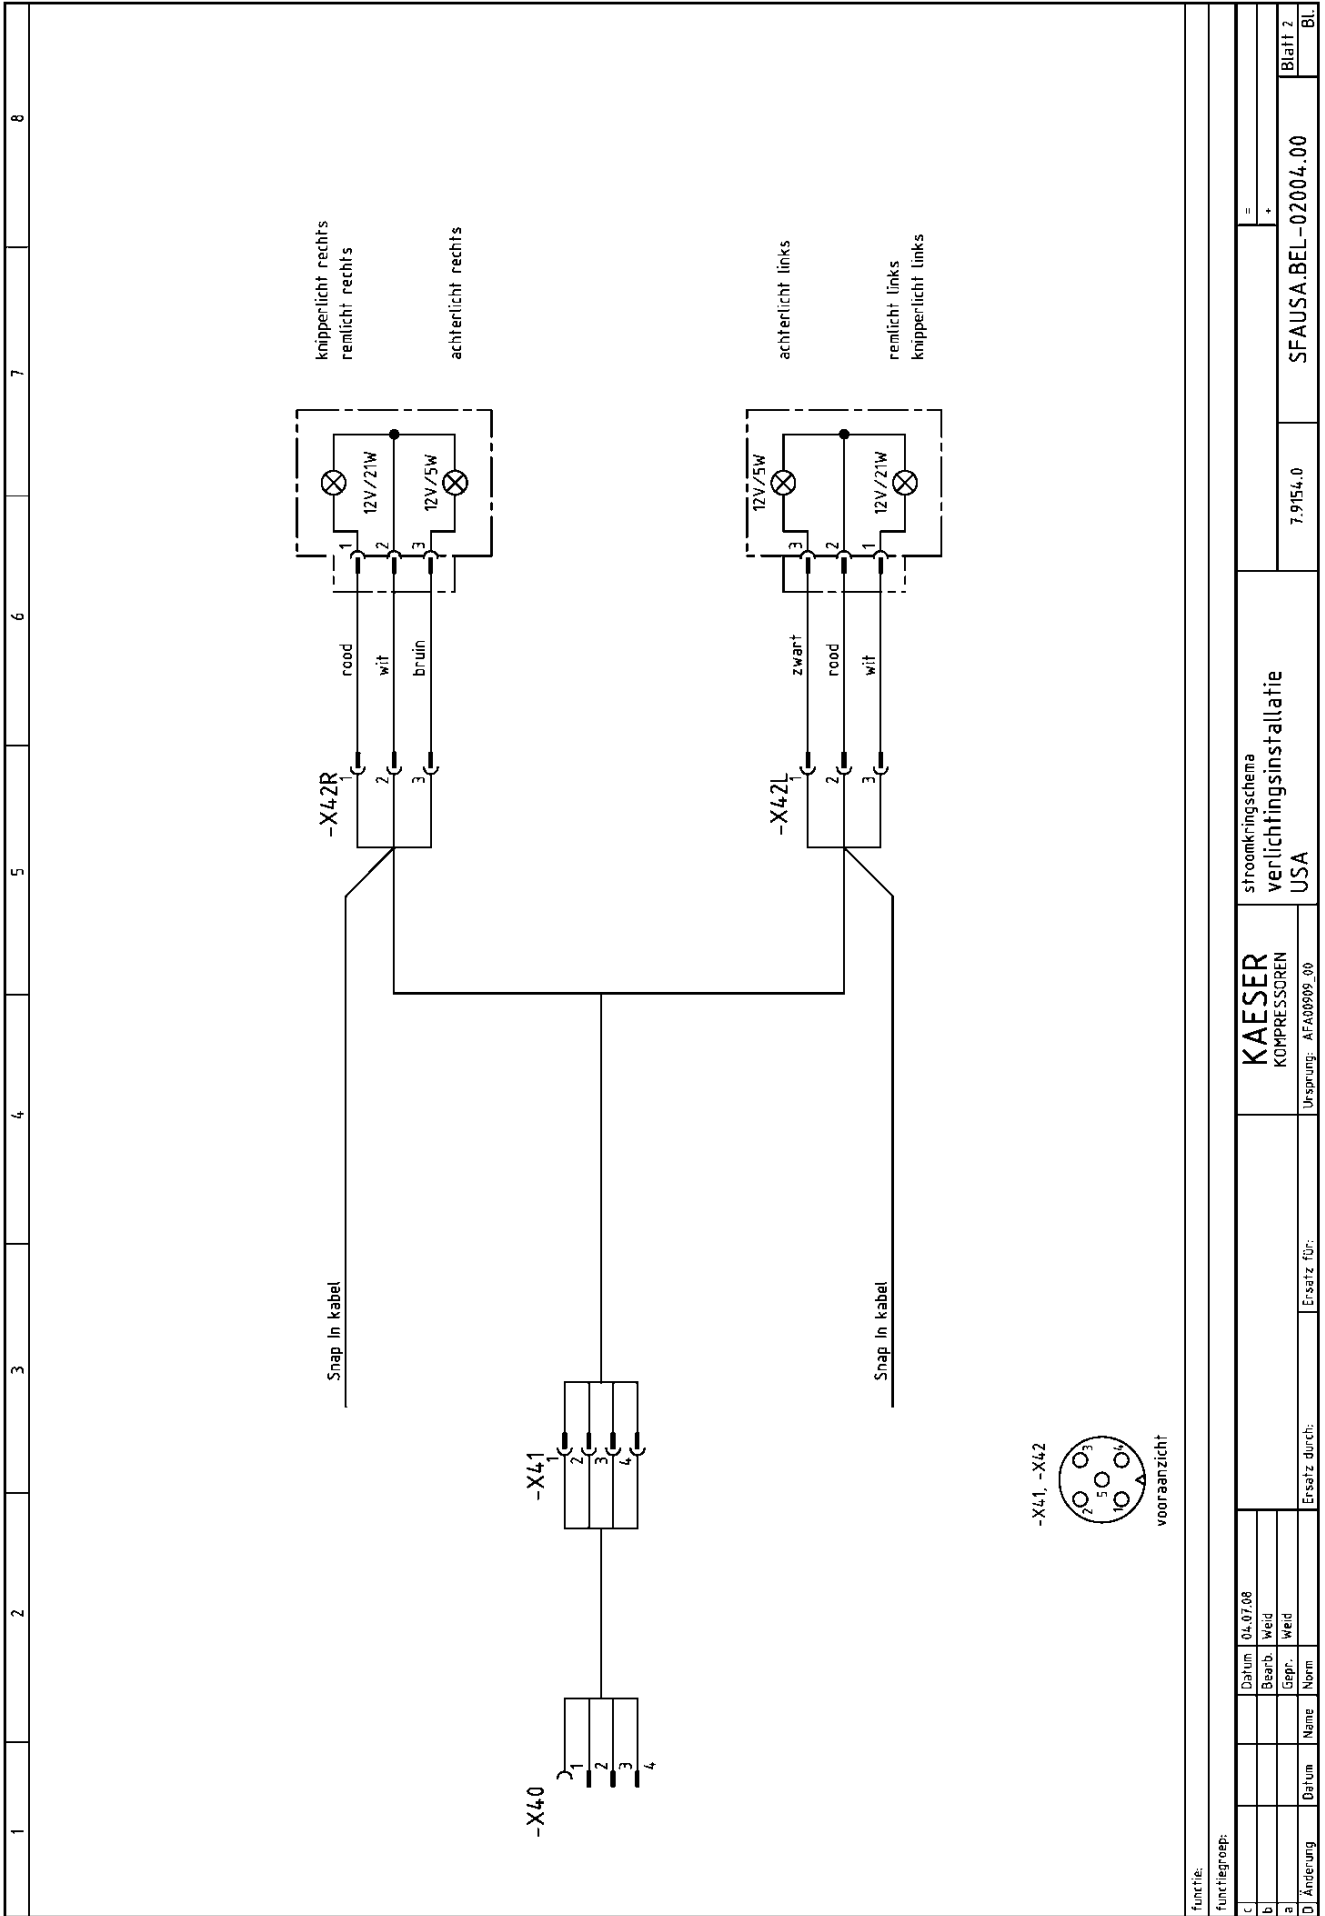 1 2 3 4 5 6 7 8
knipperlicht rechts
remlicht rechts
achterlicht rechts
12V/21W
12V/5W
1
2
3
rood
wit
bruin
-X42R
1
2
3
Snap In kabel
-X40
1
2
3
4
-X41
1
2
3
4
achterlicht links
remlicht links
knipperlicht links
12V/5W
12V/21W
3
2
1
zwart
rood
wit
-X42L
1
2
3
Snap In kabel
-X41, -X42
2 3
5
1 4
vooraanzicht
functie:
functiegroep:
c
b
a
D Änderung Datum Name Norm
Datum 04.07.08
Bearb. Weid
Gepr. Weid
Ersatz durch: Ersatz für: Ursprung: AFA00909_00
KAESER
KOMPRESSOREN
stroomkringschema
verlichtingsinstallatie
USA
=
+
7.9154.0
SFAUSA.BEL-02004.00
Blatt 2
Bl.